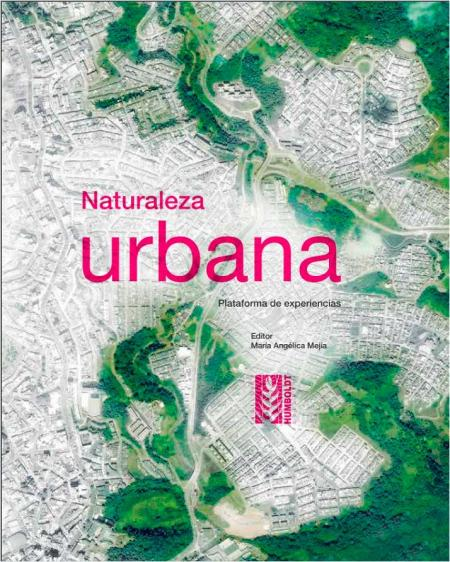 Naturaleza
urbana
Plataforma de experiencias
Editor
María Angélica Mejía
HUMBOLDT